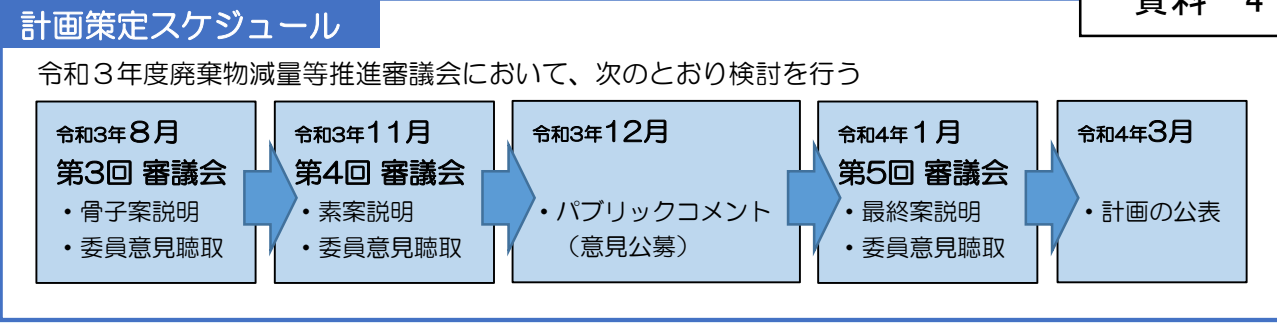 資料 4
計画策定スケジュール
令和3年度廃棄物減量等推進審議会において、次のとおり検討を行う
令和3年8月
第3回 審議会
・骨子案説明
・委員意見聴取
令和3年11月
第4回 審議会
・素案説明
・委員意見聴取
令和3年12月
・パブリックコメント
（意見公募）
令和4年1月
第5回 審議会
・最終案説明
・委員意見聴取
令和4年3月
・計画の公表